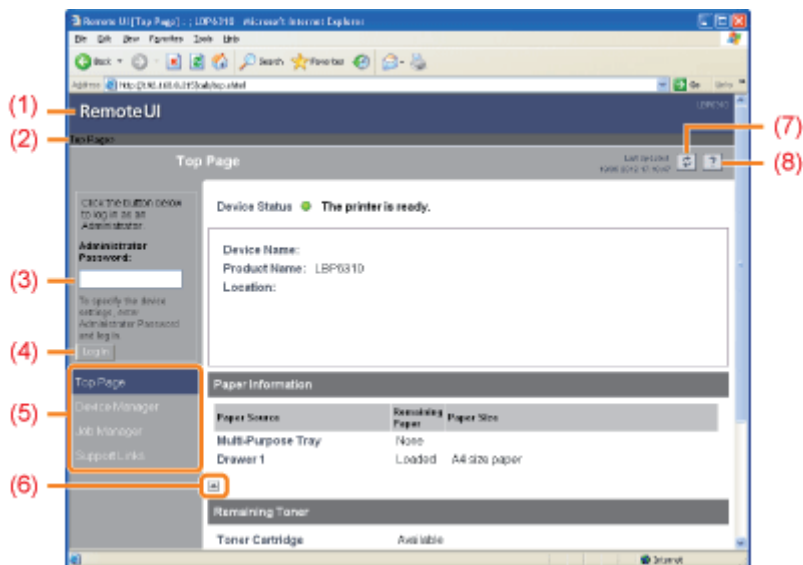 Remote UI [Top Page] : ; LBP6310 - Microsoft Internet Explorer
File Edit View Favorites Tools Help
Back Search Favorites
Address Go Links
(1) Remote UI LBP6310
(2) Top Page
(7)
Top Page Last Updated
(8)
Click the button below
to log in as an
Administrator.
Device Status The printer is ready.
Administrator
Password:
Device Name:
Product Name: LBP6310
Location:
(3)
To specify the device
settings, enter
Administrator Password
and log in.
(4) Log in
(5)
Top Page
Device Manager
Job Manager
Support Links
Paper Information
Paper Source Remaining Paper Paper Size
Multi-Purpose Tray None
Drawer 1 Loaded A4 size paper
(6)
Remaining Toner
Toner Cartridge Available
Internet